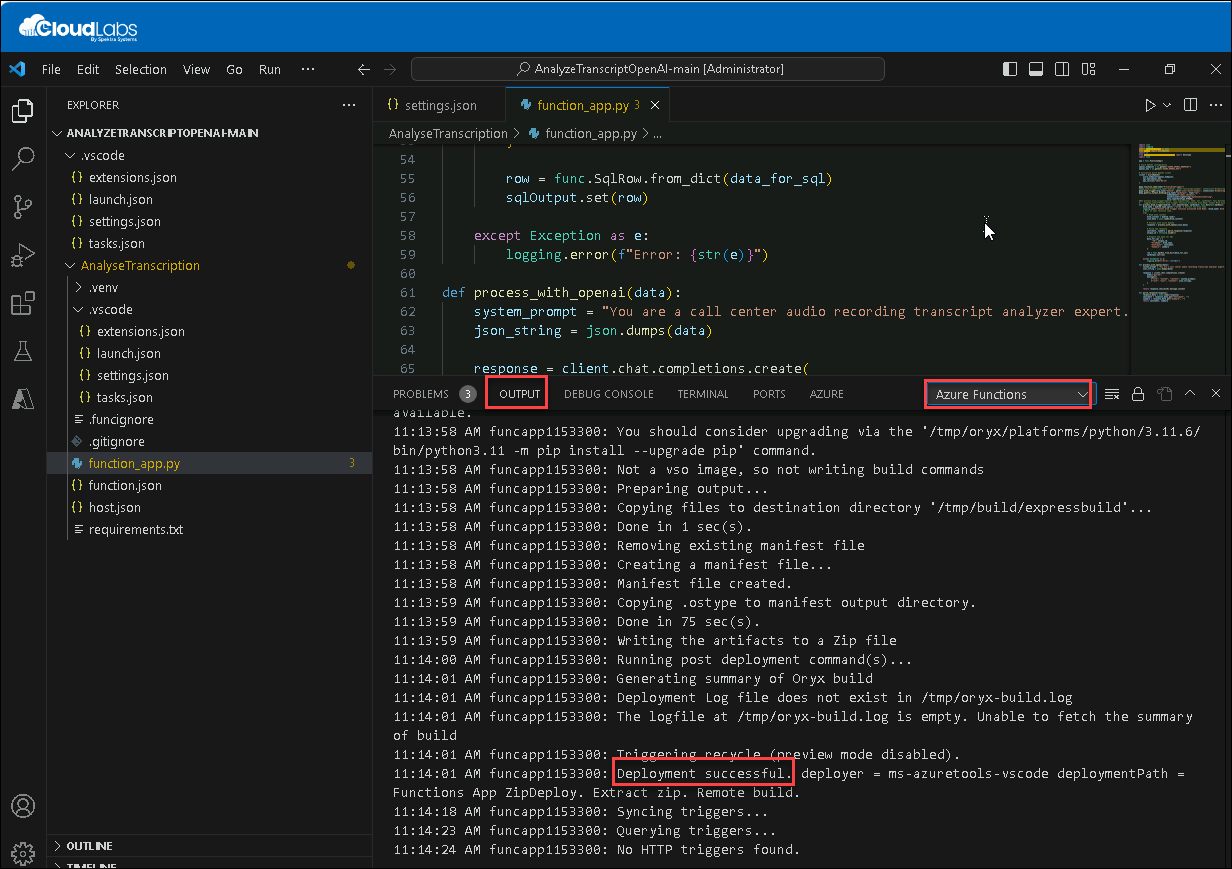 CloudLabs
By Spektra Systems
File Edit Selection View Go Run ···
AnalyzeTranscriptOpenAI-main [Administrator]
EXPLORER ···
ANALYZETRANSCRIPTOPENAI-MAIN
.vscode
{} extensions.json
{} launch.json
{} settings.json
{} tasks.json
AnalyseTranscription
.venv
.vscode
{} extensions.json
{} launch.json
{} settings.json
{} tasks.json
.funcignore
.gitignore
function_app.py 3
{} function.json
{} host.json
requirements.txt
OUTLINE
TIMELINE
{} settings.json
function_app.py 3
AnalyseTranscription > function_app.py > ...
54
55 row = func.SqlRow.from_dict(data_for_sql)
56 sqlOutput.set(row)
57
58 except Exception as e:
59 logging.error(f"Error: {str(e)}")
60
61 def process_with_openai(data):
62 system_prompt = "You are a call center audio recording transcript analyzer expert.
63 json_string = json.dumps(data)
64
65 response = client.chat.completions.create(
PROBLEMS 3 OUTPUT DEBUG CONSOLE TERMINAL PORTS AZURE
Azure Functions
available.
11:13:58 AM funcapp1153300: You should consider upgrading via the '/tmp/oryx/platforms/python/3.11.6/
bin/python3.11 -m pip install --upgrade pip' command.
11:13:58 AM funcapp1153300: Not a vso image, so not writing build commands
11:13:58 AM funcapp1153300: Preparing output...
11:13:58 AM funcapp1153300: Copying files to destination directory '/tmp/build/expressbuild'...
11:13:58 AM funcapp1153300: Done in 1 sec(s).
11:13:58 AM funcapp1153300: Removing existing manifest file
11:13:58 AM funcapp1153300: Creating a manifest file...
11:13:58 AM funcapp1153300: Manifest file created.
11:13:59 AM funcapp1153300: Copying .ostype to manifest output directory.
11:13:59 AM funcapp1153300: Done in 75 sec(s).
11:13:59 AM funcapp1153300: Writing the artifacts to a Zip file
11:14:00 AM funcapp1153300: Running post deployment command(s)...
11:14:01 AM funcapp1153300: Generating summary of Oryx build
11:14:01 AM funcapp1153300: Deployment Log file does not exist in /tmp/oryx-build.log
11:14:01 AM funcapp1153300: The logfile at /tmp/oryx-build.log is empty. Unable to fetch the summary
of build
11:14:01 AM funcapp1153300: Triggering recycle (preview mode disabled).
11:14:01 AM funcapp1153300: Deployment successful. deployer = ms-azuretools-vscode deploymentPath =
Functions App ZipDeploy. Extract zip. Remote build.
11:14:18 AM funcapp1153300: Syncing triggers...
11:14:23 AM funcapp1153300: Querying triggers...
11:14:24 AM funcapp1153300: No HTTP triggers found.